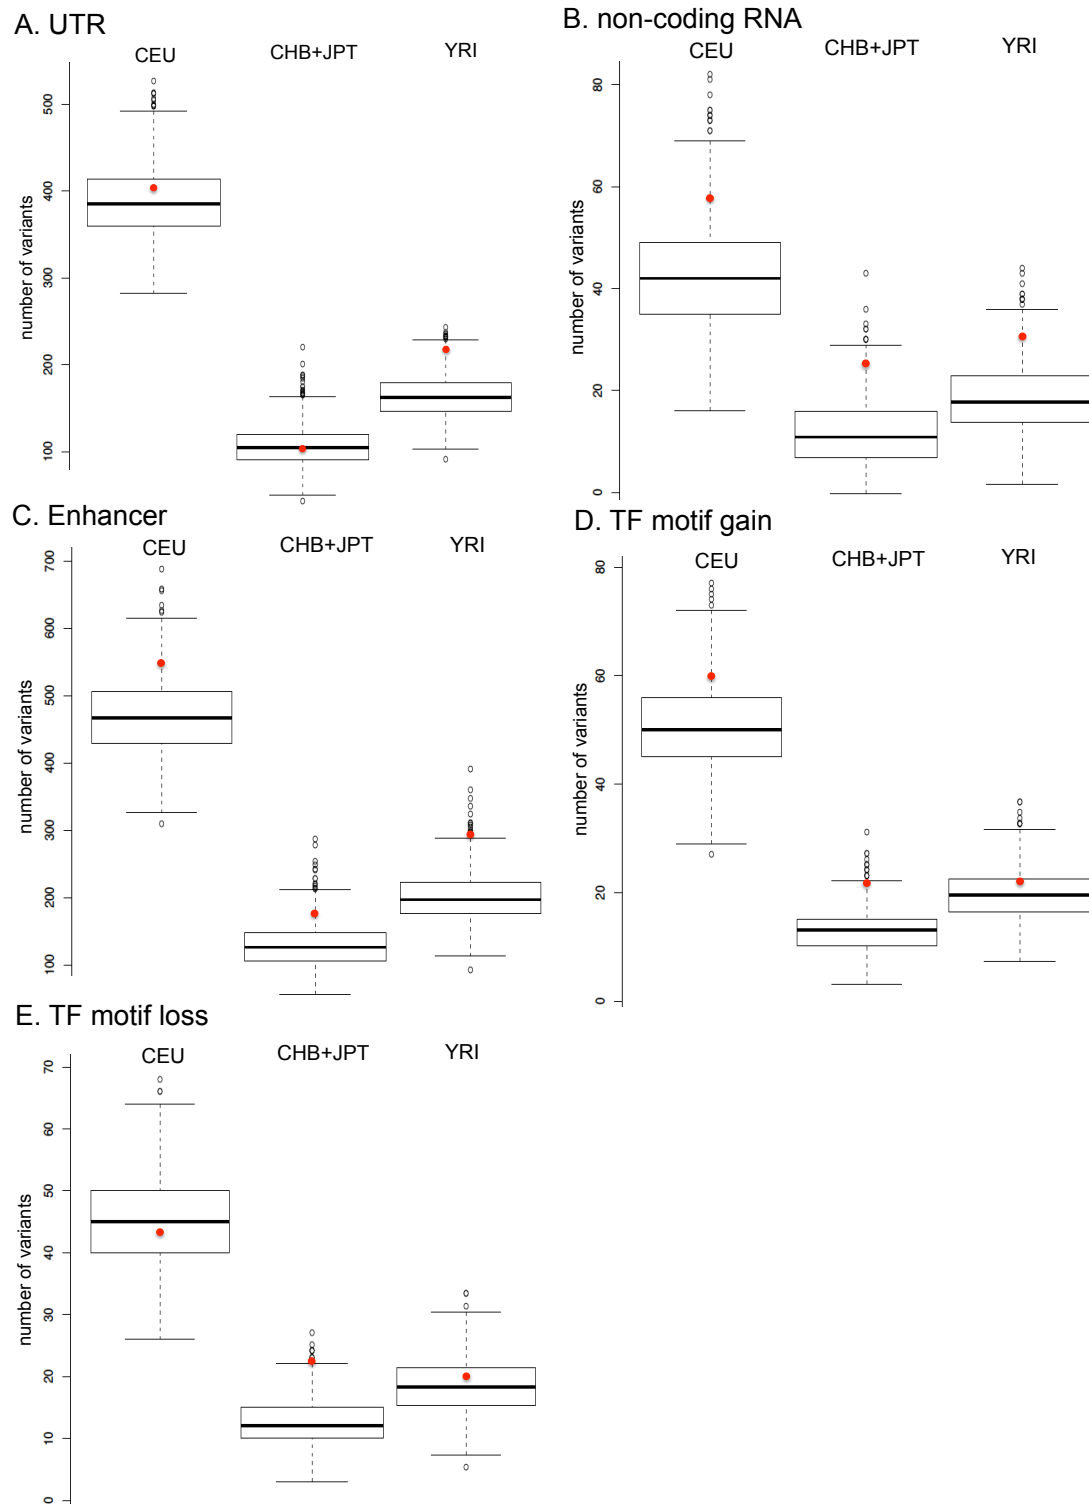 A. UTR
CEU
CHB+JPT
YRI
number of variants
500
400
300
200
100
B. non-coding RNA
CEU
CHB+JPT
YRI
number of variants
80
60
40
20
0
C. Enhancer
CEU
CHB+JPT
YRI
number of variants
700
600
500
400
300
200
100
D. TF motif gain
CEU
CHB+JPT
YRI
number of variants
80
60
40
20
0
E. TF motif loss
CEU
CHB+JPT
YRI
number of variants
70
60
50
40
30
20
10
0